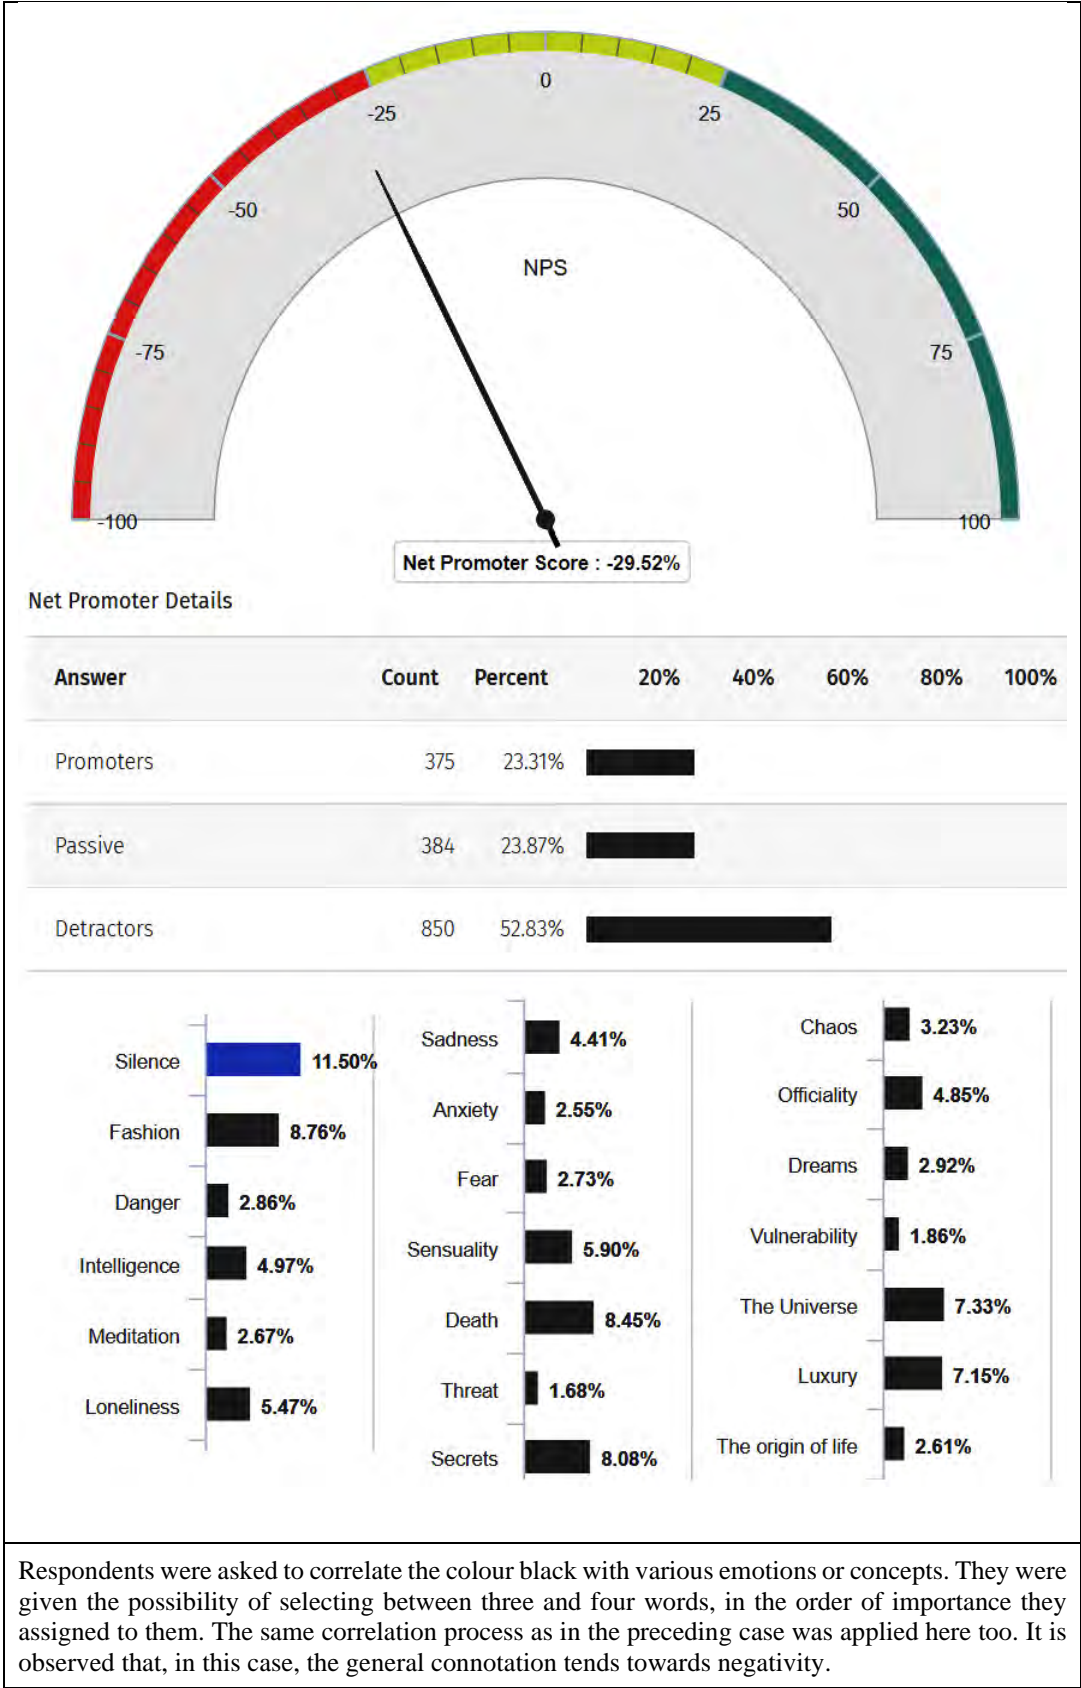 0
-25
25
-50
50
NPS
-75
75
-100
100
Net Promoter Score : -29.52%
Net Promoter Details
Answer Count Percent 20% 40% 60% 80% 100%
Promoters 375 23.31%
Passive 384 23.87%
Detractors 850 52.83%
Silence 11.50%
Fashion 8.76%
Danger 2.86%
Intelligence 4.97%
Meditation 2.67%
Loneliness 5.47%
Sadness 4.41%
Anxiety 2.55%
Fear 2.73%
Sensuality 5.90%
Death 8.45%
Threat 1.68%
Secrets 8.08%
Chaos 3.23%
Officiality 4.85%
Dreams 2.92%
Vulnerability 1.86%
The Universe 7.33%
Luxury 7.15%
The origin of life 2.61%
Respondents were asked to correlate the colour black with various emotions or concepts. They were
given the possibility of selecting between three and four words, in the order of importance they
assigned to them. The same correlation process as in the preceding case was applied here too. It is
observed that, in this case, the general connotation tends towards negativity.